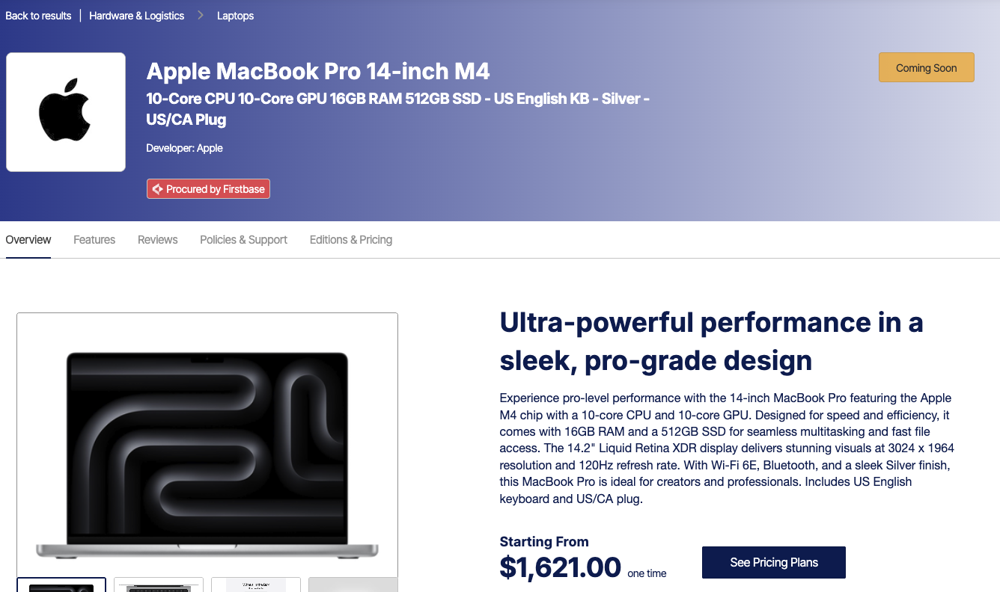 Back to results
Hardware & Logistics
Laptops
Apple MacBook Pro 14-inch M4
Coming Soon
10-Core CPU 10-Core GPU 16GB RAM 512GB SSD - US English KB - Silver -
US/CA Plug
Developer: Apple
Procured by Firstbase
Overview
Features
Reviews
Policies & Support
Editions & Pricing
Ultra-powerful performance in a
sleek, pro-grade design
Experience pro-level performance with the 14-inch MacBook Pro featuring the Apple
M4 chip with a 10-core CPU and 10-core GPU. Designed for speed and efficiency, it
comes with 16GB RAM and a 512GB SSD for seamless multitasking and fast file
access. The 14.2" Liquid Retina XDR display delivers stunning visuals at 3024 x 1964
resolution and 120Hz refresh rate. With Wi-Fi 6E, Bluetooth, and a sleek Silver finish,
this MacBook Pro is ideal for creators and professionals. Includes US English
keyboard and US/CA plug.
Starting From
$1,621.00 one time
See Pricing Plans